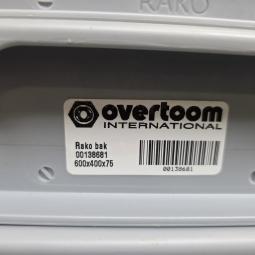 RAKO
overtoom
INTERNATIONAL
Rako bak
00138681
600x400x75
00138681